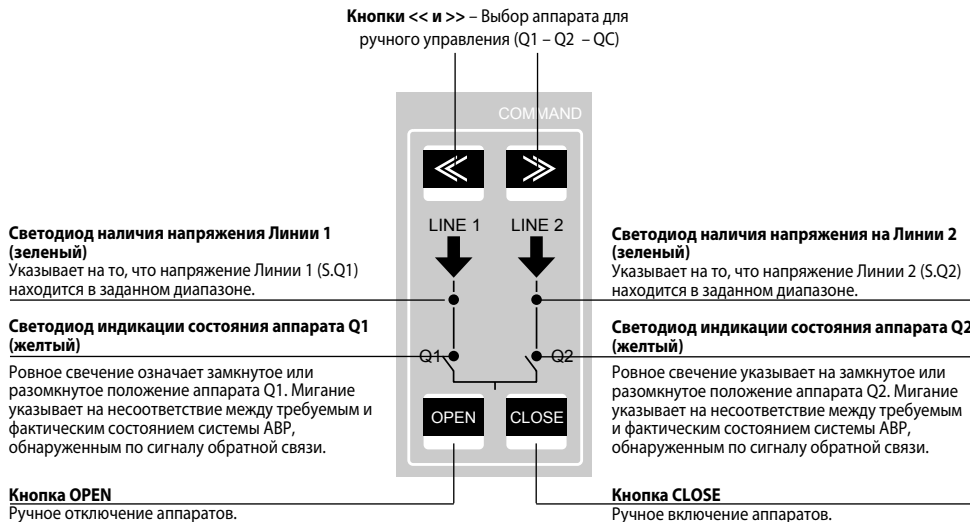 Кнопки << и >> – Выбор аппарата для
ручного управления (Q1 – Q2 – QC)
COMMAND
LINE 1 LINE 2
Светодиод наличия напряжения Линии 1
(зеленый)
Указывает на то, что напряжение Линии 1 (S.Q1)
находится в заданном диапазоне.
Светодиод наличия напряжения на Линии 2
(зеленый)
Указывает на то, что напряжение Линии 2 (S.Q2)
находится в заданном диапазоне.
Светодиод индикации состояния аппарата Q1
(желтый)
Ровное свечение означает замкнутое или
разомкнутое положение аппарата Q1. Мигание
указывает на несоответствие между требуемым и
фактическим состоянием системы АВР,
обнаруженным по сигналу обратной связи.
Q1 Q2
Светодиод индикации состояния аппарата Q2
(желтый)
Ровное свечение указывает на замкнутое или
разомкнутое положение аппарата Q2. Мигание
указывает на несоответствие между требуемым
и фактическим состоянием системы АВР,
обнаруженным по сигналу обратной связи.
OPEN CLOSE
Кнопка OPEN
Ручное отключение аппаратов.
Кнопка CLOSE
Ручное включение аппаратов.